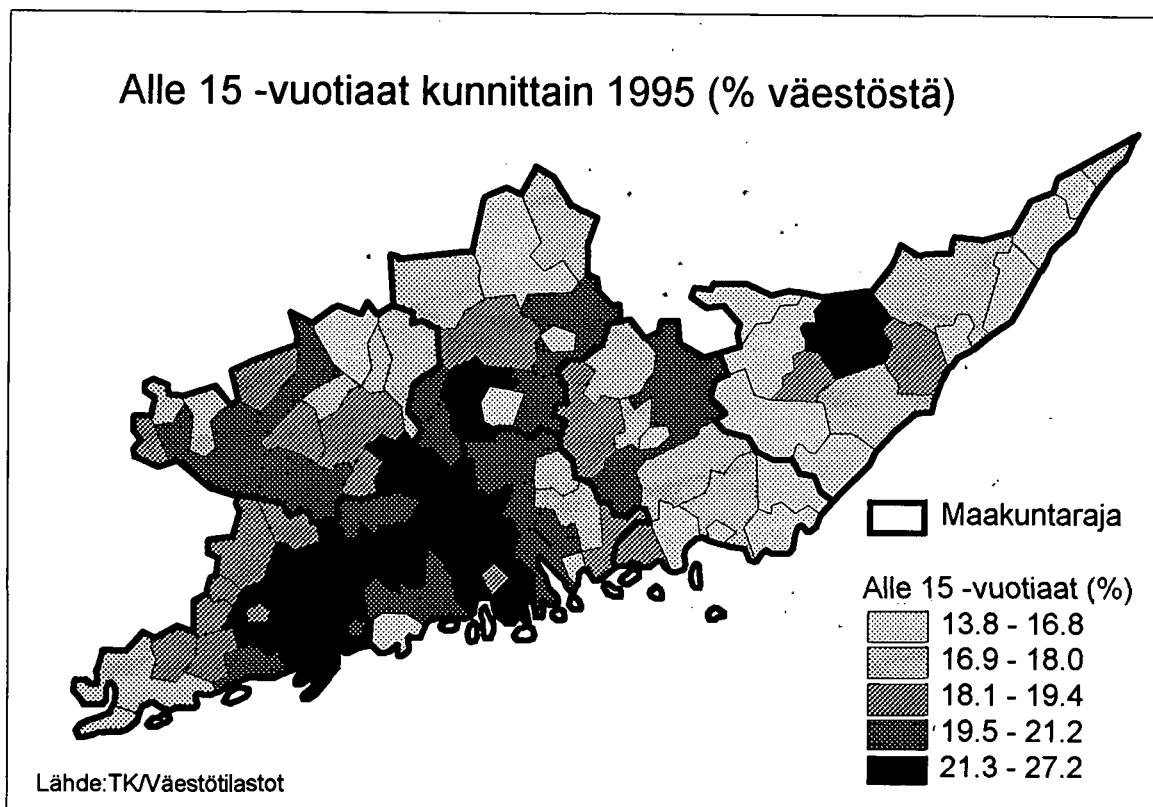 Alle 15 -vuotiaat kunnittain 1995 (% väestöstä)
Maakuntaraja
Alle 15 -vuotiaat (%)
13.8 - 16.8
16.9 - 18.0
18.1 - 19.4
19.5 - 21.2
21.3 - 27.2
Lähde:TK/Väestötilastot